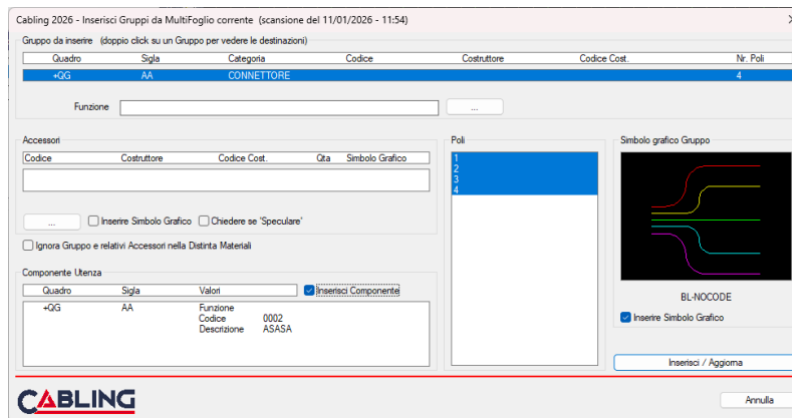 Cabling 2026 - Inserisci Gruppi da MultiFoglio corrente (scansione del 11/01/2026 - 11:54)
Gruppo da inserire (doppio click su un Gruppo per vedere le destinazioni)
Quadro Sigla Categoria Codice Costruttore Codice Cost. Nr. Poli
+QG AA CONNETTORE 4
Funzione ...
Accessori
Codice Costruttore Codice Cost. Qta Simbolo Grafico
... Inserire Simbolo Grafico Chiedere se 'Speculare'
Ignora Gruppo e relativi Accessori nella Distinta Materiali
Componente Utenza
Quadro Sigla Valori Inserisci Componente
+QG AA Funzione
Codice 0002
Descrizione ASASA
Poli
1
2
3
4
Simbolo grafico Gruppo
BL-NOCODE
Inserire Simbolo Grafico
Inserisci / Aggiorna
CABLING
Annulla